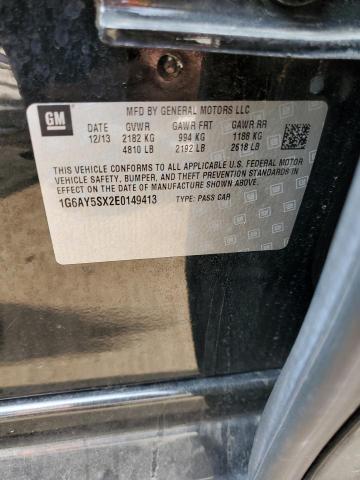 GM
MFD BY GENERAL MOTORS LLC
DATE GVWR GAWR FRT GAWR RR
12/13 2182 KG 994 KG 1188 KG
4810 LB 2192 LB 2618 LB
THIS VEHICLE CONFORMS TO ALL APPLICABLE U.S. FEDERAL MOTOR
VEHICLE SAFETY, BUMPER, AND THEFT PREVENTION STANDARDS IN
EFFECT ON THE DATE OF MANUFACTURE SHOWN ABOVE.
1G6AY5SX2E0149413 TYPE: PASS CAR